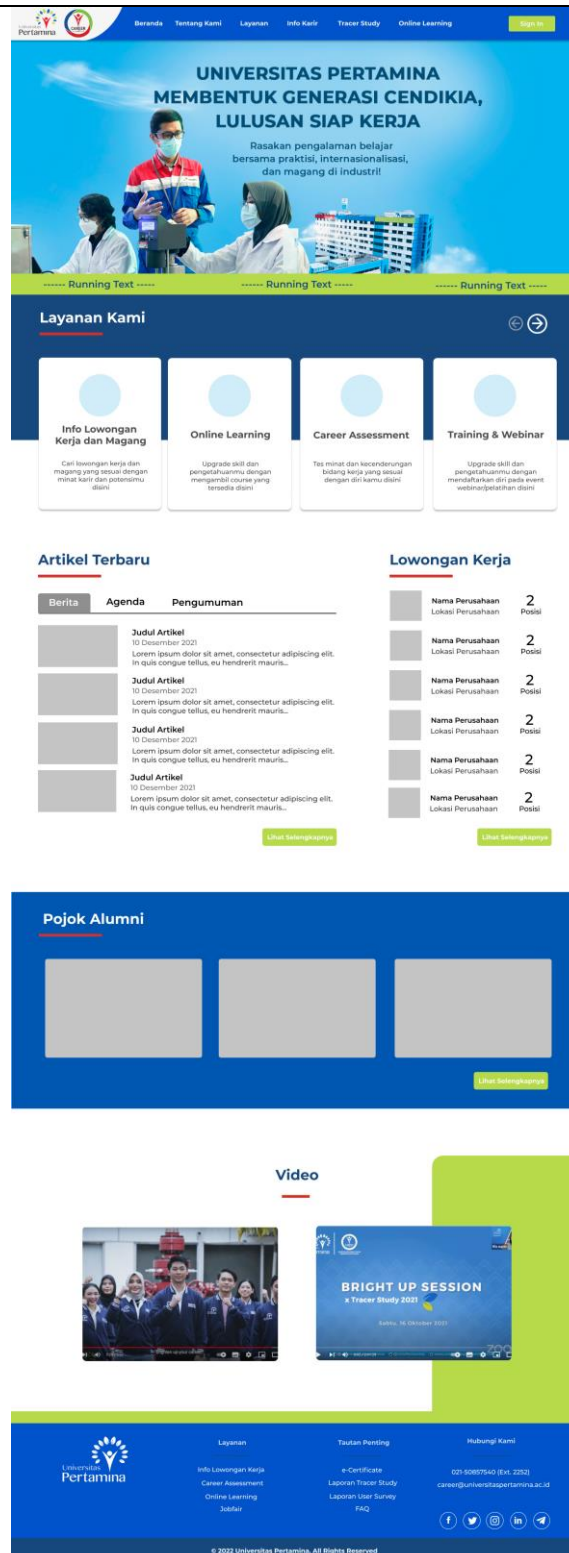 Universitas
Pertamina
CAREER
Beranda Tentang Kami Layanan Info Karir Tracer Study Online Learning Sign In
UNIVERSITAS PERTAMINA
MEMBENTUK GENERASI CENDIKIA,
LULUSAN SIAP KERJA
Rasakan pengalaman belajar
bersama praktisi, internasionalisasi,
dan magang di industri!
------ Running Text ----- ------ Running Text ----- ------ Running Text -----
Layanan Kami
Info Lowongan
Kerja dan Magang
Cari lowongan kerja dan
magang yang sesuai dengan
minat karir dan potensimu
disini
Online Learning
Upgrade skill dan
pengetahuanmu dengan
mengambil course yang
tersedia disini
Career Assessment
Tes minat dan kecenderungan
bidang kerja yang sesuai
dengan diri kamu disini
Training & Webinar
Upgrade skill dan
pengetahuanmu dengan
mendaftarkan diri pada event
webinar/pelatihan disini
Artikel Terbaru
Berita Agenda Pengumuman
Judul Artikel
10 Desember 2021
Lorem ipsum dolor sit amet, consectetur adipiscing elit.
In quis congue tellus, eu hendrerit mauris...
Judul Artikel
10 Desember 2021
Lorem ipsum dolor sit amet, consectetur adipiscing elit.
In quis congue tellus, eu hendrerit mauris...
Judul Artikel
10 Desember 2021
Lorem ipsum dolor sit amet, consectetur adipiscing elit.
In quis congue tellus, eu hendrerit mauris...
Judul Artikel
10 Desember 2021
Lorem ipsum dolor sit amet, consectetur adipiscing elit.
In quis congue tellus, eu hendrerit mauris...
Lihat Selengkapnya
Lowongan Kerja
Nama Perusahaan 2
Lokasi Perusahaan Posisi
Nama Perusahaan 2
Lokasi Perusahaan Posisi
Nama Perusahaan 2
Lokasi Perusahaan Posisi
Nama Perusahaan 2
Lokasi Perusahaan Posisi
Nama Perusahaan 2
Lokasi Perusahaan Posisi
Nama Perusahaan 2
Lokasi Perusahaan Posisi
Lihat Selengkapnya
Pojok Alumni
Lihat Selengkapnya
Video
BRIGHT UP SESSION
x Tracer Study 2021
Sabtu, 16 Oktober 2021
Universitas
Pertamina
Layanan
Info Lowongan Kerja
Career Assessment
Online Learning
Jobfair
Tautan Penting
e-Certificate
Laporan Tracer Study
Laporan User Survey
FAQ
Hubungi Kami
021-50857540 (Ext. 2252)
career@universitaspertamina.ac.id
© 2022 Universitas Pertamina. All Rights Reserved